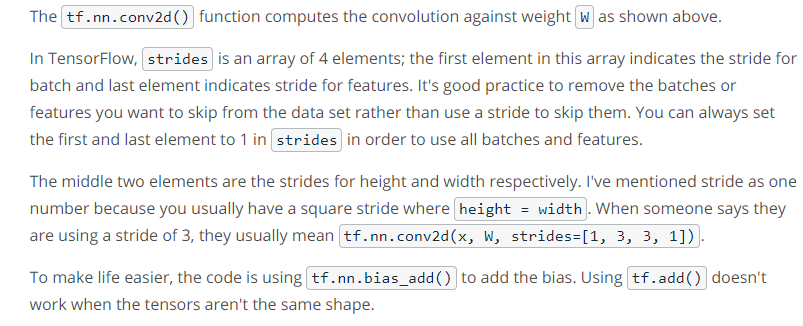 The tf.nn.conv2d() function computes the convolution against weight W as shown above.
In TensorFlow, strides is an array of 4 elements; the first element in this array indicates the stride for
batch and last element indicates stride for features. It's good practice to remove the batches or
features you want to skip from the data set rather than use a stride to skip them. You can always set
the first and last element to 1 in strides in order to use all batches and features.
The middle two elements are the strides for height and width respectively. I've mentioned stride as one
number because you usually have a square stride where height = width. When someone says they
are using a stride of 3, they usually mean tf.nn.conv2d(x, W, strides=[1, 3, 3, 1]).
To make life easier, the code is using tf.nn.bias_add() to add the bias. Using tf.add() doesn't
work when the tensors aren't the same shape.